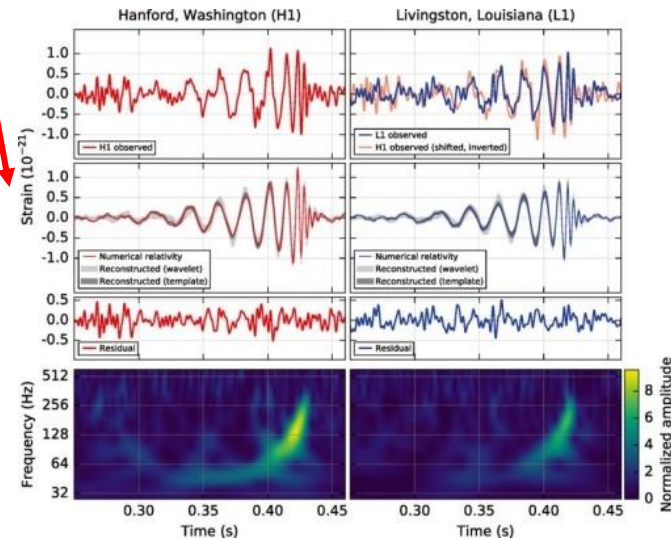 Hanford, Washington (H1)
Livingston, Louisiana (L1)
Strain (10⁻²¹)
1.0
0.5
0.0
-0.5
-1.0
H1 observed
L1 observed
H1 observed (shifted, inverted)
1.0
0.5
0.0
-0.5
-1.0
Numerical relativity
Reconstructed (wavelet)
Reconstructed (template)
Numerical relativity
Reconstructed (wavelet)
Reconstructed (template)
0.5
0.0
-0.5
Residual
Residual
Frequency (Hz)
512
256
128
64
32
Normalized amplitude
8
6
4
2
0
0.30 0.35 0.40 0.45
0.30 0.35 0.40 0.45
Time (s)
Time (s)